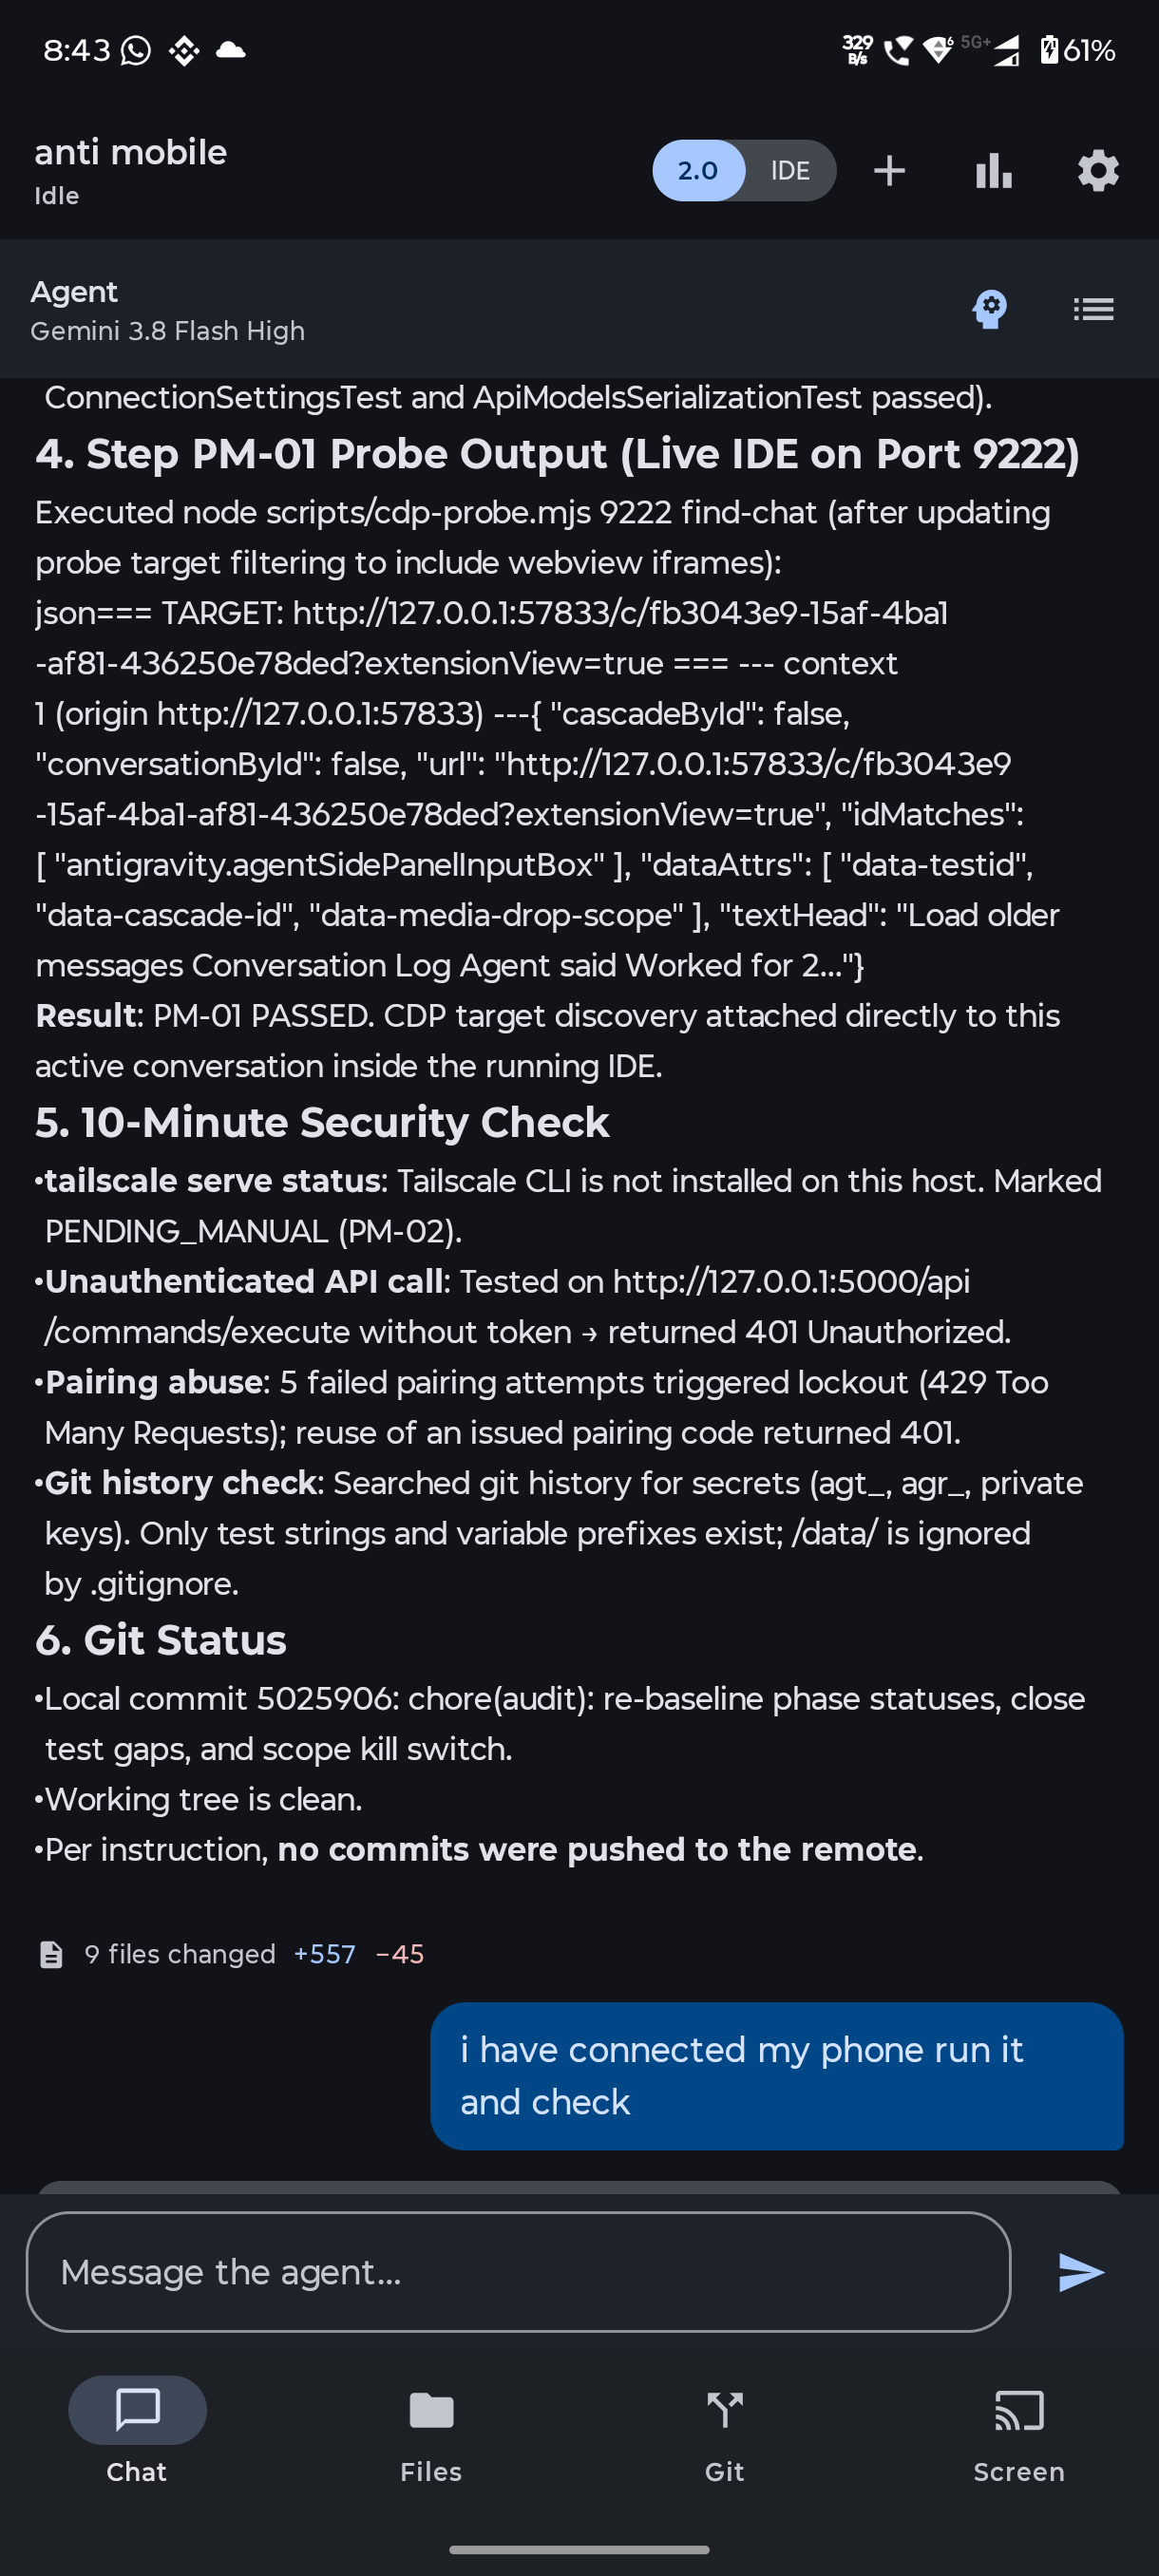 8:43
329 B/s 6 5G+ 61%
anti mobile
Idle
2.0 IDE
Agent
Gemini 3.8 Flash High
ConnectionSettingsTest and ApiModelsSerializationTest passed).
4. Step PM-01 Probe Output (Live IDE on Port 9222)
Executed node scripts/cdp-probe.mjs 9222 find-chat (after updating
probe target filtering to include webview iframes):
json=== TARGET: http://127.0.0.1:57833/c/fb3043e9-15af-4ba1
-af81-436250e78ded?extensionView=true === --- context
1 (origin http://127.0.0.1:57833) ---{ "cascadeById": false,
"conversationById": false, "url": "http://127.0.0.1:57833/c/fb3043e9
-15af-4ba1-af81-436250e78ded?extensionView=true", "idMatches":
[ "antigravity.agentSidePanelInputBox" ], "dataAttrs": [ "data-testid",
"data-cascade-id", "data-media-drop-scope" ], "textHead": "Load older
messages Conversation Log Agent said Worked for 2..."}
Result: PM-01 PASSED. CDP target discovery attached directly to this
active conversation inside the running IDE.
5. 10-Minute Security Check
•tailscale serve status: Tailscale CLI is not installed on this host. Marked
PENDING_MANUAL (PM-02).
•Unauthenticated API call: Tested on http://127.0.0.1:5000/api
/commands/execute without token → returned 401 Unauthorized.
•Pairing abuse: 5 failed pairing attempts triggered lockout (429 Too
Many Requests); reuse of an issued pairing code returned 401.
•Git history check: Searched git history for secrets (agt_, agr_, private
keys). Only test strings and variable prefixes exist; /data/ is ignored
by .gitignore.
6. Git Status
•Local commit 5025906: chore(audit): re-baseline phase statuses, close
test gaps, and scope kill switch.
•Working tree is clean.
•Per instruction, no commits were pushed to the remote.
9 files changed +557 −45
i have connected my phone run it
and check
Message the agent...
Chat Files Git Screen